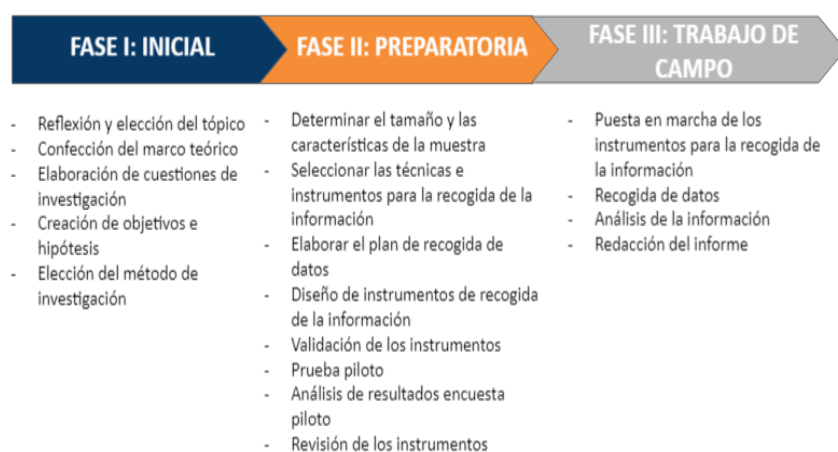 FASE I: INICIAL
FASE II: PREPARATORIA
FASE III: TRABAJO DE
CAMPO
- Reflexión y elección del tópico
- Confección del marco teórico
- Elaboración de cuestiones de
investigación
- Creación de objetivos e
hipótesis
- Elección del método de
investigación
- Determinar el tamaño y las
características de la muestra
- Seleccionar las técnicas e
instrumentos para la recogida de la
información
- Elaborar el plan de recogida de
datos
- Diseño de instrumentos de recogida
de la información
- Validación de los instrumentos
- Prueba piloto
- Análisis de resultados encuesta
piloto
- Revisión de los instrumentos
- Puesta en marcha de los
instrumentos para la recogida de
la información
- Recogida de datos
- Análisis de la información
- Redacción del informe